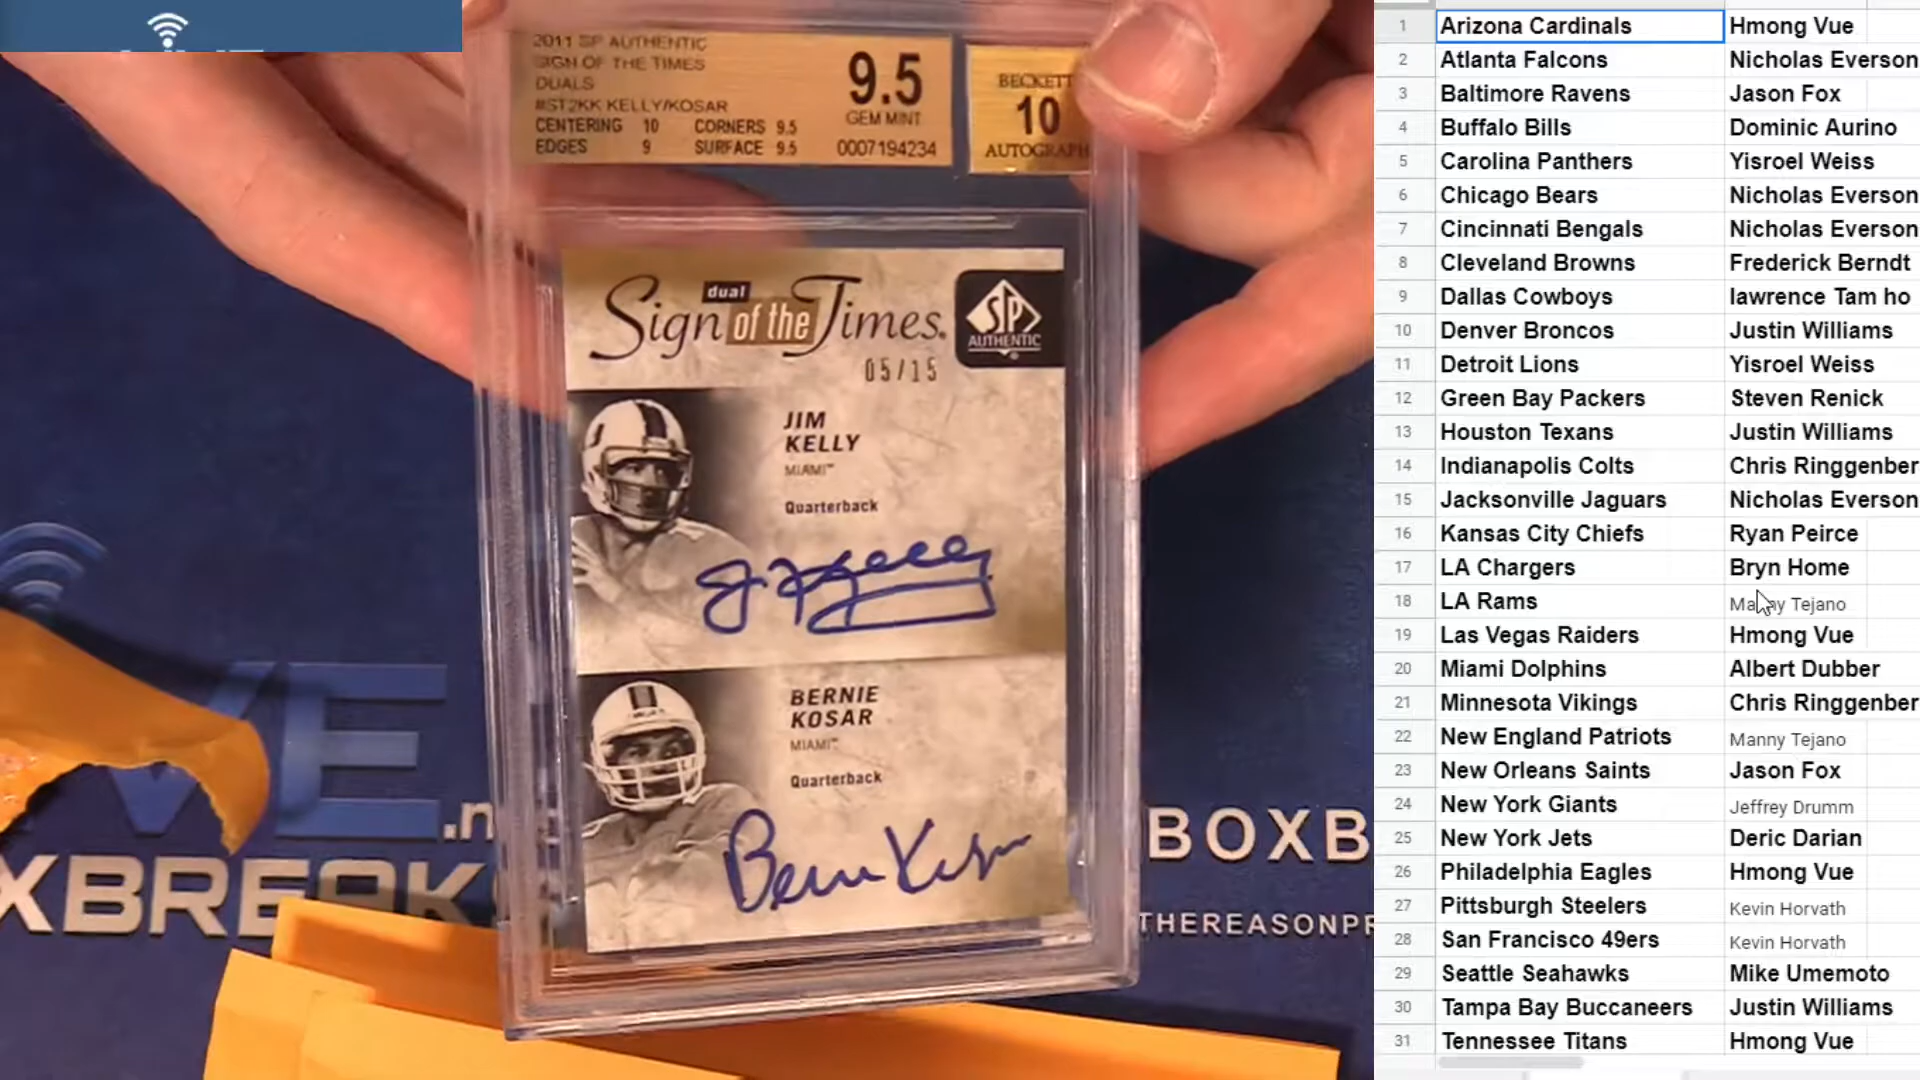 2011 SP AUTHENTIC
SIGN OF THE TIMES
DUALS
#ST2KK KELLY/KOSAR
CENTERING 10 CORNERS 9.5
EDGES 9 SURFACE 9.5
9.5
GEM MINT
0007194234
BECKETT
10
AUTOGRAPH
dual
Sign of the Times.
SP
AUTHENTIC
05/15
JIM
KELLY
MIAMI™
Quarterback
J. Kelly
BERNIE
KOSAR
MIAMI™
Quarterback
Bernie Kosar
VE.n
XBREAK
BOXB
THEREASONPR
1 Arizona Cardinals Hmong Vue
2 Atlanta Falcons Nicholas Everson
3 Baltimore Ravens Jason Fox
4 Buffalo Bills Dominic Aurino
5 Carolina Panthers Yisroel Weiss
6 Chicago Bears Nicholas Everson
7 Cincinnati Bengals Nicholas Everson
8 Cleveland Browns Frederick Berndt
9 Dallas Cowboys lawrence Tam ho
10 Denver Broncos Justin Williams
11 Detroit Lions Yisroel Weiss
12 Green Bay Packers Steven Renick
13 Houston Texans Justin Williams
14 Indianapolis Colts Chris Ringgenber
15 Jacksonville Jaguars Nicholas Everson
16 Kansas City Chiefs Ryan Peirce
17 LA Chargers Bryn Home
18 LA Rams Manny Tejano
19 Las Vegas Raiders Hmong Vue
20 Miami Dolphins Albert Dubber
21 Minnesota Vikings Chris Ringgenber
22 New England Patriots Manny Tejano
23 New Orleans Saints Jason Fox
24 New York Giants Jeffrey Drumm
25 New York Jets Deric Darian
26 Philadelphia Eagles Hmong Vue
27 Pittsburgh Steelers Kevin Horvath
28 San Francisco 49ers Kevin Horvath
29 Seattle Seahawks Mike Umemoto
30 Tampa Bay Buccaneers Justin Williams
31 Tennessee Titans Hmong Vue